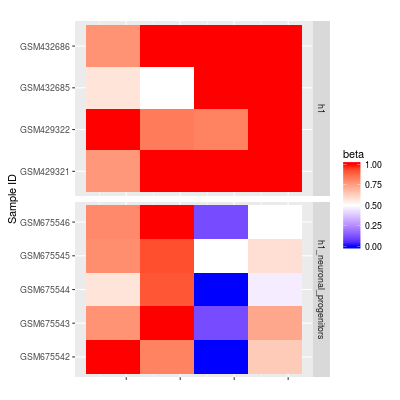 GSM432686
GSM432685
GSM429322
GSM429321
h1
GSM675546
GSM675545
GSM675544
GSM675543
GSM675542
h1_neuronal_progenitors
Sample ID
beta
1.00
0.75
0.50
0.25
0.00